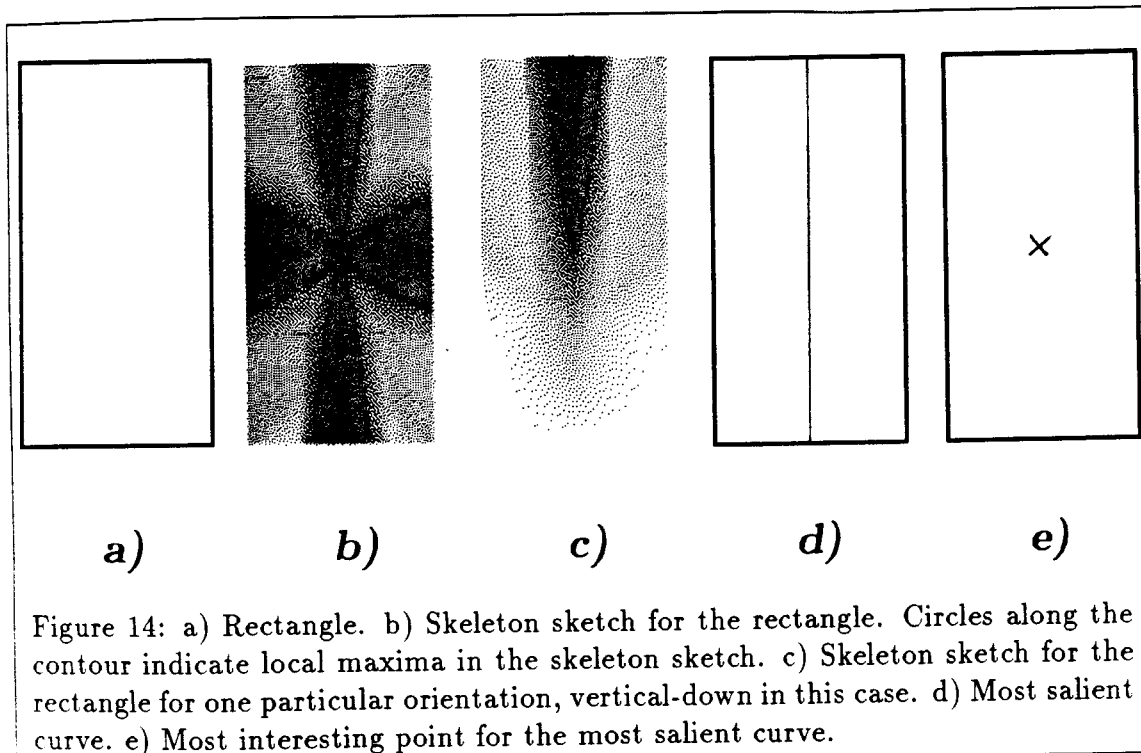 a) b) c) d) e)
Figure 14: a) Rectangle. b) Skeleton sketch for the rectangle. Circles along the
contour indicate local maxima in the skeleton sketch. c) Skeleton sketch for the
rectangle for one particular orientation, vertical-down in this case. d) Most salient
curve. e) Most interesting point for the most salient curve.